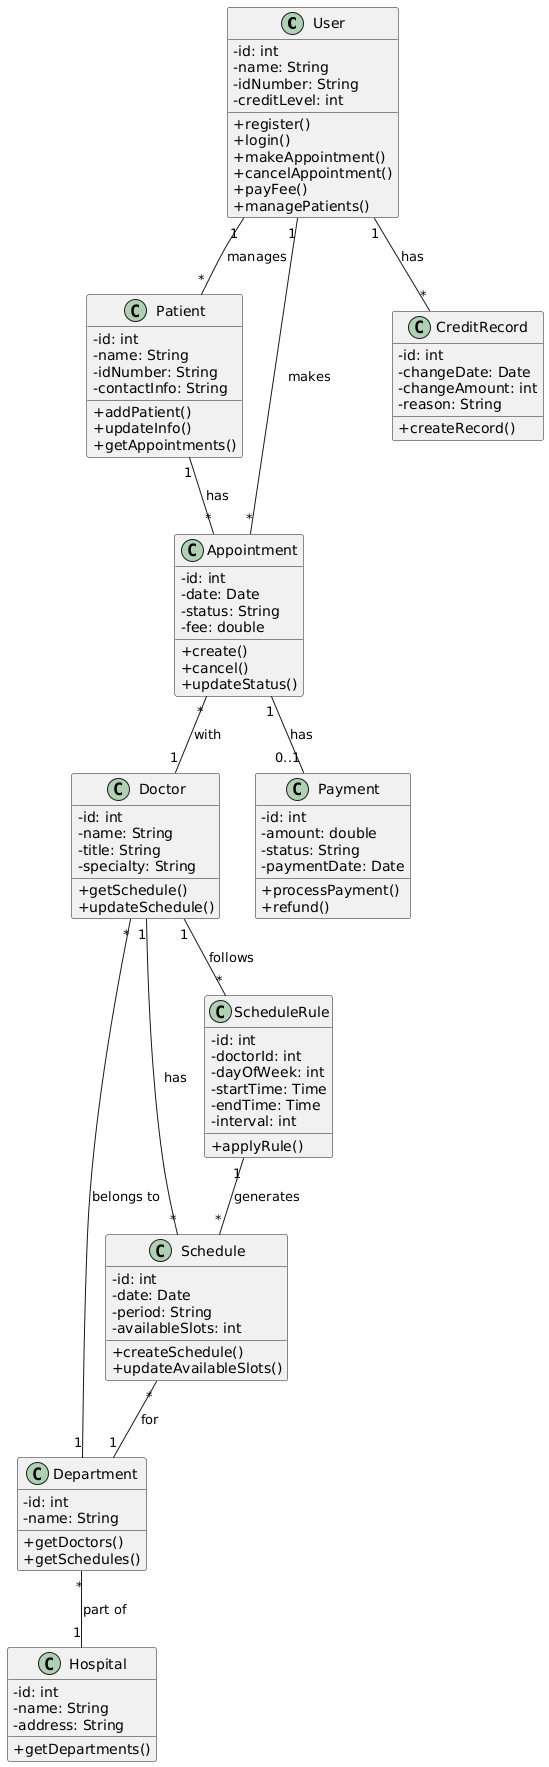 C User
-id: int
-name: String
-idNumber: String
-creditLevel: int
+register()
+login()
+makeAppointment()
+cancelAppointment()
+payFee()
+managePatients()
1
1
1
manages
has
*
*
C Patient
-id: int
-name: String
-idNumber: String
-contactInfo: String
+addPatient()
+updateInfo()
+getAppointments()
C CreditRecord
-id: int
-changeDate: Date
-changeAmount: int
-reason: String
+createRecord()
makes
1
has
*
*
C Appointment
-id: int
-date: Date
-status: String
-fee: double
+create()
+cancel()
+updateStatus()
*
1
with
has
1
0..1
C Doctor
-id: int
-name: String
-title: String
-specialty: String
+getSchedule()
+updateSchedule()
C Payment
-id: int
-amount: double
-status: String
-paymentDate: Date
+processPayment()
+refund()
*
1
1
follows
*
C ScheduleRule
-id: int
-doctorId: int
-dayOfWeek: int
-startTime: Time
-endTime: Time
-interval: int
+applyRule()
has
1
belongs to
generates
*
*
C Schedule
-id: int
-date: Date
-period: String
-availableSlots: int
+createSchedule()
+updateAvailableSlots()
*
for
1
1
C Department
-id: int
-name: String
+getDoctors()
+getSchedules()
*
part of
1
C Hospital
-id: int
-name: String
-address: String
+getDepartments()